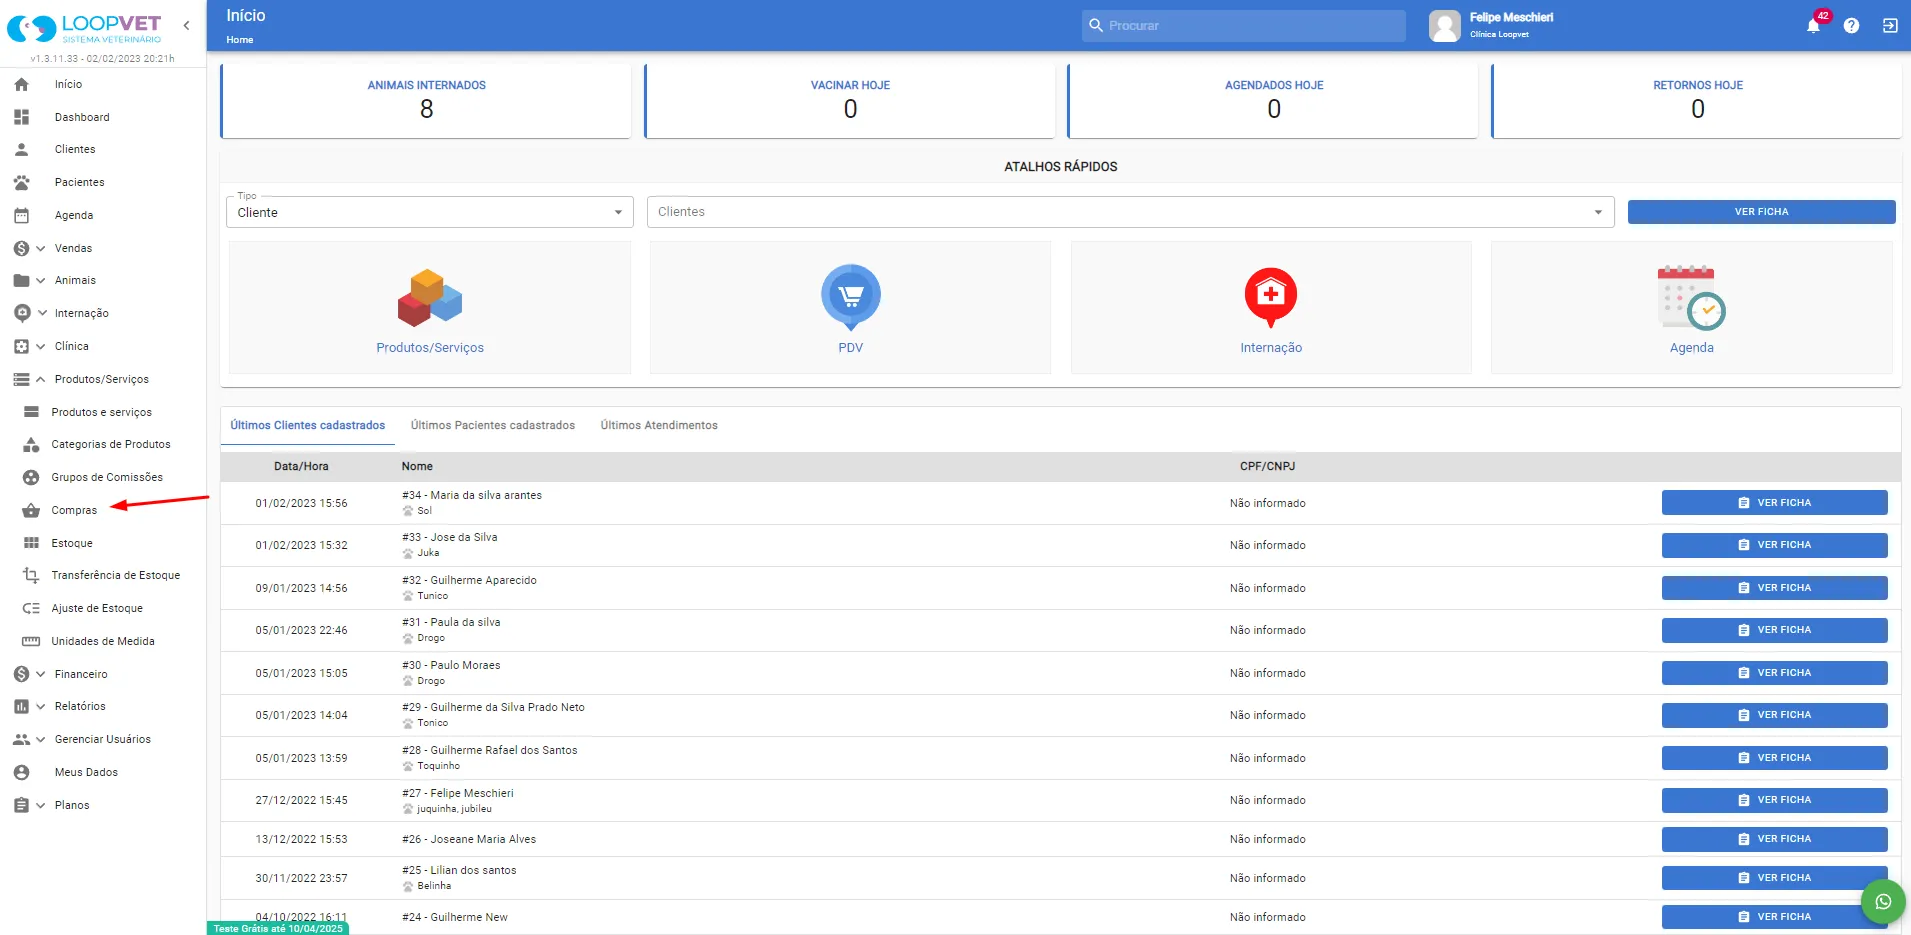 LOOPVET
SISTEMA VETERINÁRIO
v1.3.11.33 - 02/02/2023 20:21h
Início
Dashboard
Clientes
Pacientes
Agenda
Vendas
Animais
Internação
Clínica
Produtos/Serviços
Produtos e serviços
Categorias de Produtos
Grupos de Comissões
Compras
Estoque
Transferência de Estoque
Ajuste de Estoque
Unidades de Medida
Financeiro
Relatórios
Gerenciar Usuários
Meus Dados
Planos
Início
Home
Procurar
Felipe Meschieri
Clínica Loopvet
42
ANIMAIS INTERNADOS
8
VACINAR HOJE
0
AGENDADOS HOJE
0
RETORNOS HOJE
0
ATALHOS RÁPIDOS
Tipo
Cliente
Clientes
VER FICHA
Produtos/Serviços
PDV
Internação
Agenda
Últimos Clientes cadastrados Últimos Pacientes cadastrados Últimos Atendimentos
Data/Hora Nome CPF/CNPJ
01/02/2023 15:56 #34 - Maria da silva arantes Não informado VER FICHA
Sol
01/02/2023 15:32 #33 - Jose da Silva Não informado VER FICHA
Juka
09/01/2023 14:56 #32 - Guilherme Aparecido Não informado VER FICHA
Tunico
05/01/2023 22:46 #31 - Paula da silva Não informado VER FICHA
Drogo
05/01/2023 15:05 #30 - Paulo Moraes Não informado VER FICHA
Drogo
05/01/2023 14:04 #29 - Guilherme da Silva Prado Neto Não informado VER FICHA
Tonico
05/01/2023 13:59 #28 - Guilherme Rafael dos Santos Não informado VER FICHA
Toquinho
27/12/2022 15:45 #27 - Felipe Meschieri Não informado VER FICHA
juquinha, jubileu
13/12/2022 15:53 #26 - Joseane Maria Alves Não informado VER FICHA
30/11/2022 23:57 #25 - Lilian dos santos Não informado VER FICHA
Belinha
04/10/2022 16:11 #24 - Guilherme New Não informado VER FICHA
Teste Grátis até 10/04/2025